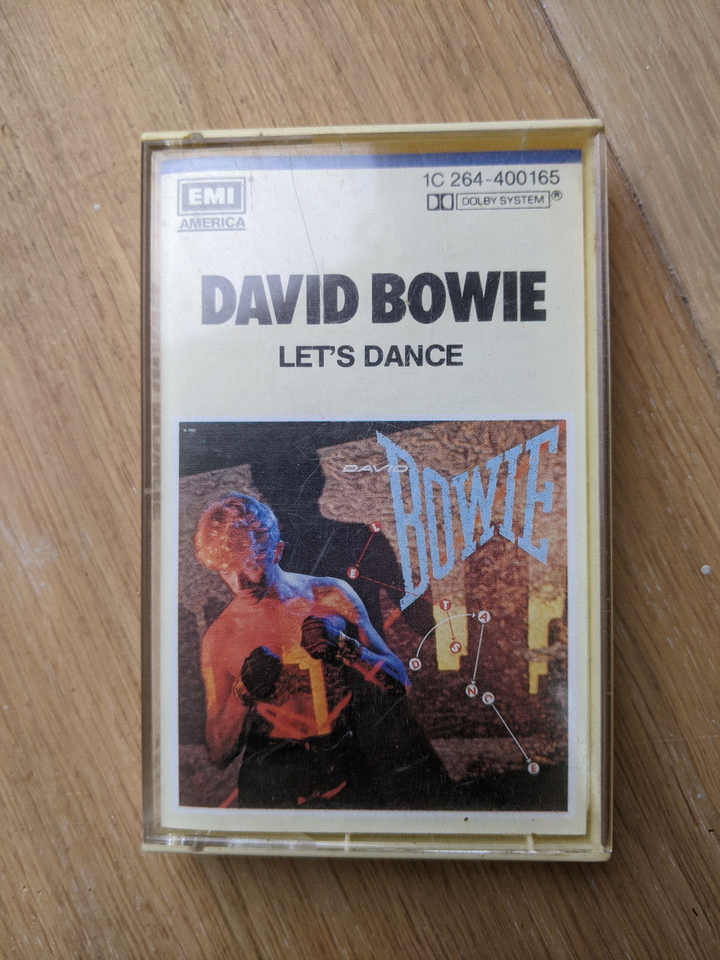 EMI
AMERICA
1C 264-400165
DOLBY SYSTEM®
DAVID BOWIE
LET'S DANCE
DAVID
BOWIE
L
E
T
S
D
A
N
C
E